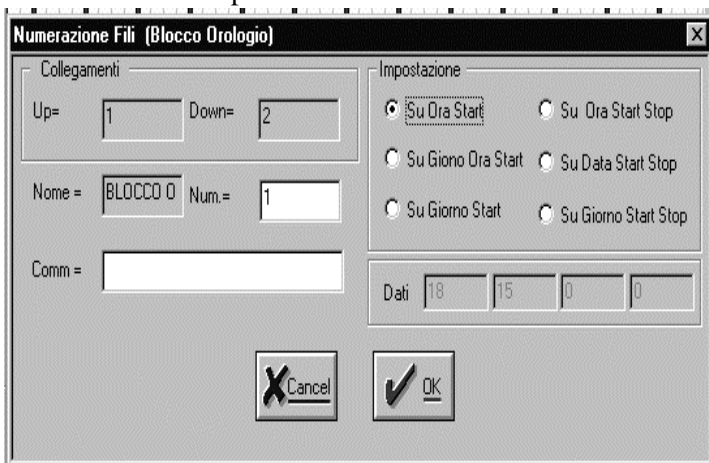 Numerazione Fili (Blocco Orologio)
Collegamenti
Up= 1 Down= 2
Nome = BLOCCO O Num.= 1
Comm =
Impostazione
Su Ora Start Su Ora Start Stop
Su Giono Ora Start Su Data Start Stop
Su Giorno Start Su Giorno Start Stop
Dati 18 15 0 0
Cancel OK